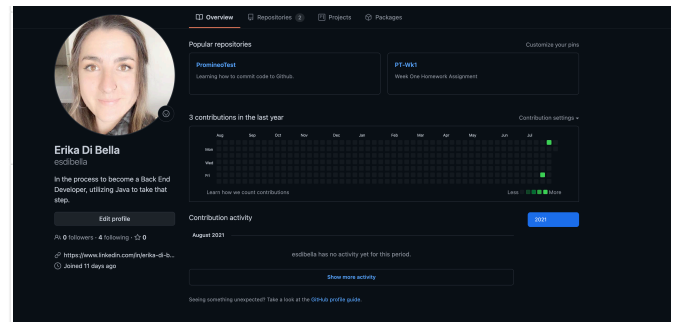 Overview Repositories 2 Projects Packages
Popular repositories Customize your pins
PromineoTest
Learning how to commit code to Github.
PT-Wk1
Week One Homework Assignment
3 contributions in the last year Contribution settings
Aug Sep Oct Nov Dec Jan Feb Mar Apr May Jun Jul
Mon
Wed
Fri
Learn how we count contributions Less More
Erika Di Bella
esdibella
In the process to become a Back End
Developer, utilizing Java to take that
step.
Edit profile
0 followers · 4 following · 0
https://www.linkedin.com/in/erika-di-b...
Joined 11 days ago
Contribution activity 2021
August 2021
esdibella has no activity yet for this period.
Show more activity
Seeing something unexpected? Take a look at the GitHub profile guide.